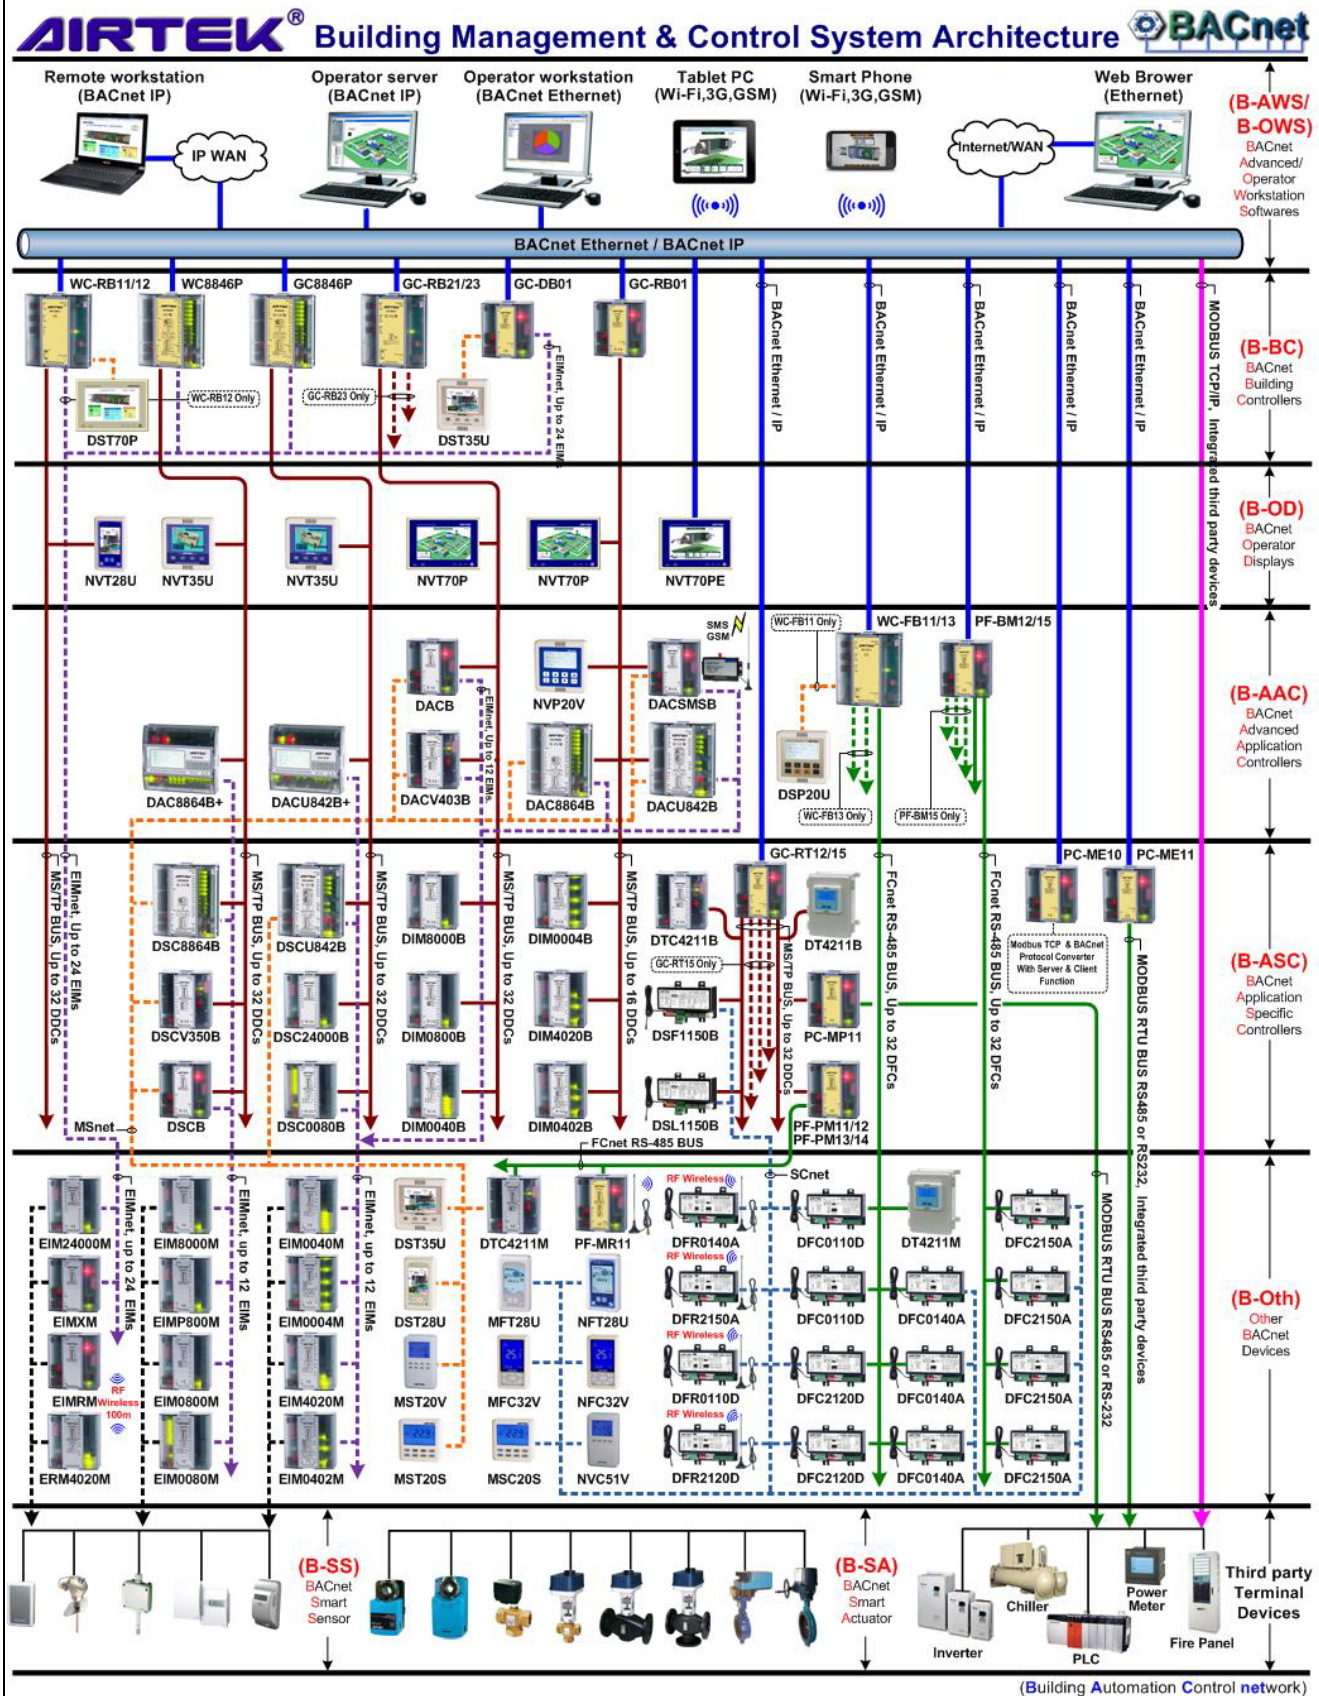 AIRTEK® Building Management & Control System Architecture BACnet
Remote workstation
(BACnet IP)
Operator server
(BACnet IP)
Operator workstation
(BACnet Ethernet)
Tablet PC
(Wi-Fi,3G,GSM)
Smart Phone
(Wi-Fi,3G,GSM)
Web Brower
(Ethernet)
IP WAN
Internet/WAN
(B-AWS/
B-OWS)
BACnet
Advanced/
Operator
Workstation
Softwares
BACnet Ethernet / BACnet IP
WC-RB11/12
WC8846P
GC8846P
GC-RB21/23
GC-DB01
GC-RB01
DST70P
WC-RB12 Only
GC-RB23 Only
DST35U
EIMnet, Up to 24 EIMs.
BACnet Ethernet / IP
BACnet Ethernet / IP
BACnet Ethernet / IP
BACnet Ethernet / IP
BACnet Ethernet / IP
MODBUS TCP/IP, Integrated third party devices
(B-BC)
BACnet
Building
Controllers
NVT28U
NVT35U
NVT35U
NVT70P
NVT70P
NVT70PE
(B-OD)
BACnet
Operator
Displays
SMS
GSM
WC-FB11 Only
WC-FB11/13
PF-BM12/15
DACB
NVP20V
DACSMSB
DAC8864B+
DACU842B+
DACV403B
EIMnet, Up to 12 EIMs.
DAC8864B
DACU842B
DSP20U
WC-FB13 Only
PF-BM15 Only
(B-AAC)
BACnet
Advanced
Application
Controllers
GC-RT12/15
PC-ME10
PC-ME11
MS/TP BUS, Up to 32 DDCs
EIMnet, Up to 24 EIMs
MS/TP BUS, Up to 32 DDCs
MS/TP BUS, Up to 32 DDCs
MS/TP BUS, Up to 32 DDCs
MS/TP BUS, Up to 16 DDCs
MS/TP BUS, Up to 32 DDCs
FCnet RS-485 BUS, Up to 32 DFCs
FCnet RS-485 BUS, Up to 32 DFCs
DSC8864B
DSCU842B
DIM8000B
DIM0004B
DTC4211B
DT4211B
GC-RT15 Only
Modbus TCP & BACnet
Protocol Converter
With Server & Client
Function
DSCV350B
DSC24000B
DIM0800B
DIM4020B
DSF1150B
PC-MP11
DSCB
DSC0080B
DIM0040B
DIM0402B
DSL1150B
PF-PM11/12
PF-PM13/14
MODBUS RTU BUS RS485 or RS232, Integrated third party devices
(B-ASC)
BACnet
Application
Specific
Controllers
MSnet
FCnet RS-485 BUS
SCnet
EIMnet, up to 24 EIMs
EIMnet, up to 12 EIMs
EIMnet, up to 12 EIMs
MODBUS RTU BUS RS485 or RS-232
EIM24000M
EIM8000M
EIM0040M
DST35U
DTC4211M
PF-MR11
RF Wireless
DFR0140A
DFC0110D
DT4211M
DFC2150A
EIMXM
EIMP800M
EIM0004M
DST28U
MFT28U
NFT28U
RF Wireless
DFR2150A
DFC0110D
DFC0140A
DFC2150A
EIMRM
RF
Wireless
100m
EIM0800M
EIM4020M
MST20V
MFC32V
NFC32V
RF Wireless
DFR0110D
DFC2120D
DFC0140A
DFC2150A
ERM4020M
EIM0080M
EIM0402M
MST20S
MSC20S
NVC51V
RF Wireless
DFR2120D
DFC2120D
DFC0140A
DFC2150A
(B-Oth)
Other
BACnet
Devices
(B-SS)
BACnet
Smart
Sensor
(B-SA)
BACnet
Smart
Actuator
Inverter
Chiller
PLC
Power
Meter
Fire Panel
Third party
Terminal
Devices
(Building Automation Control network)